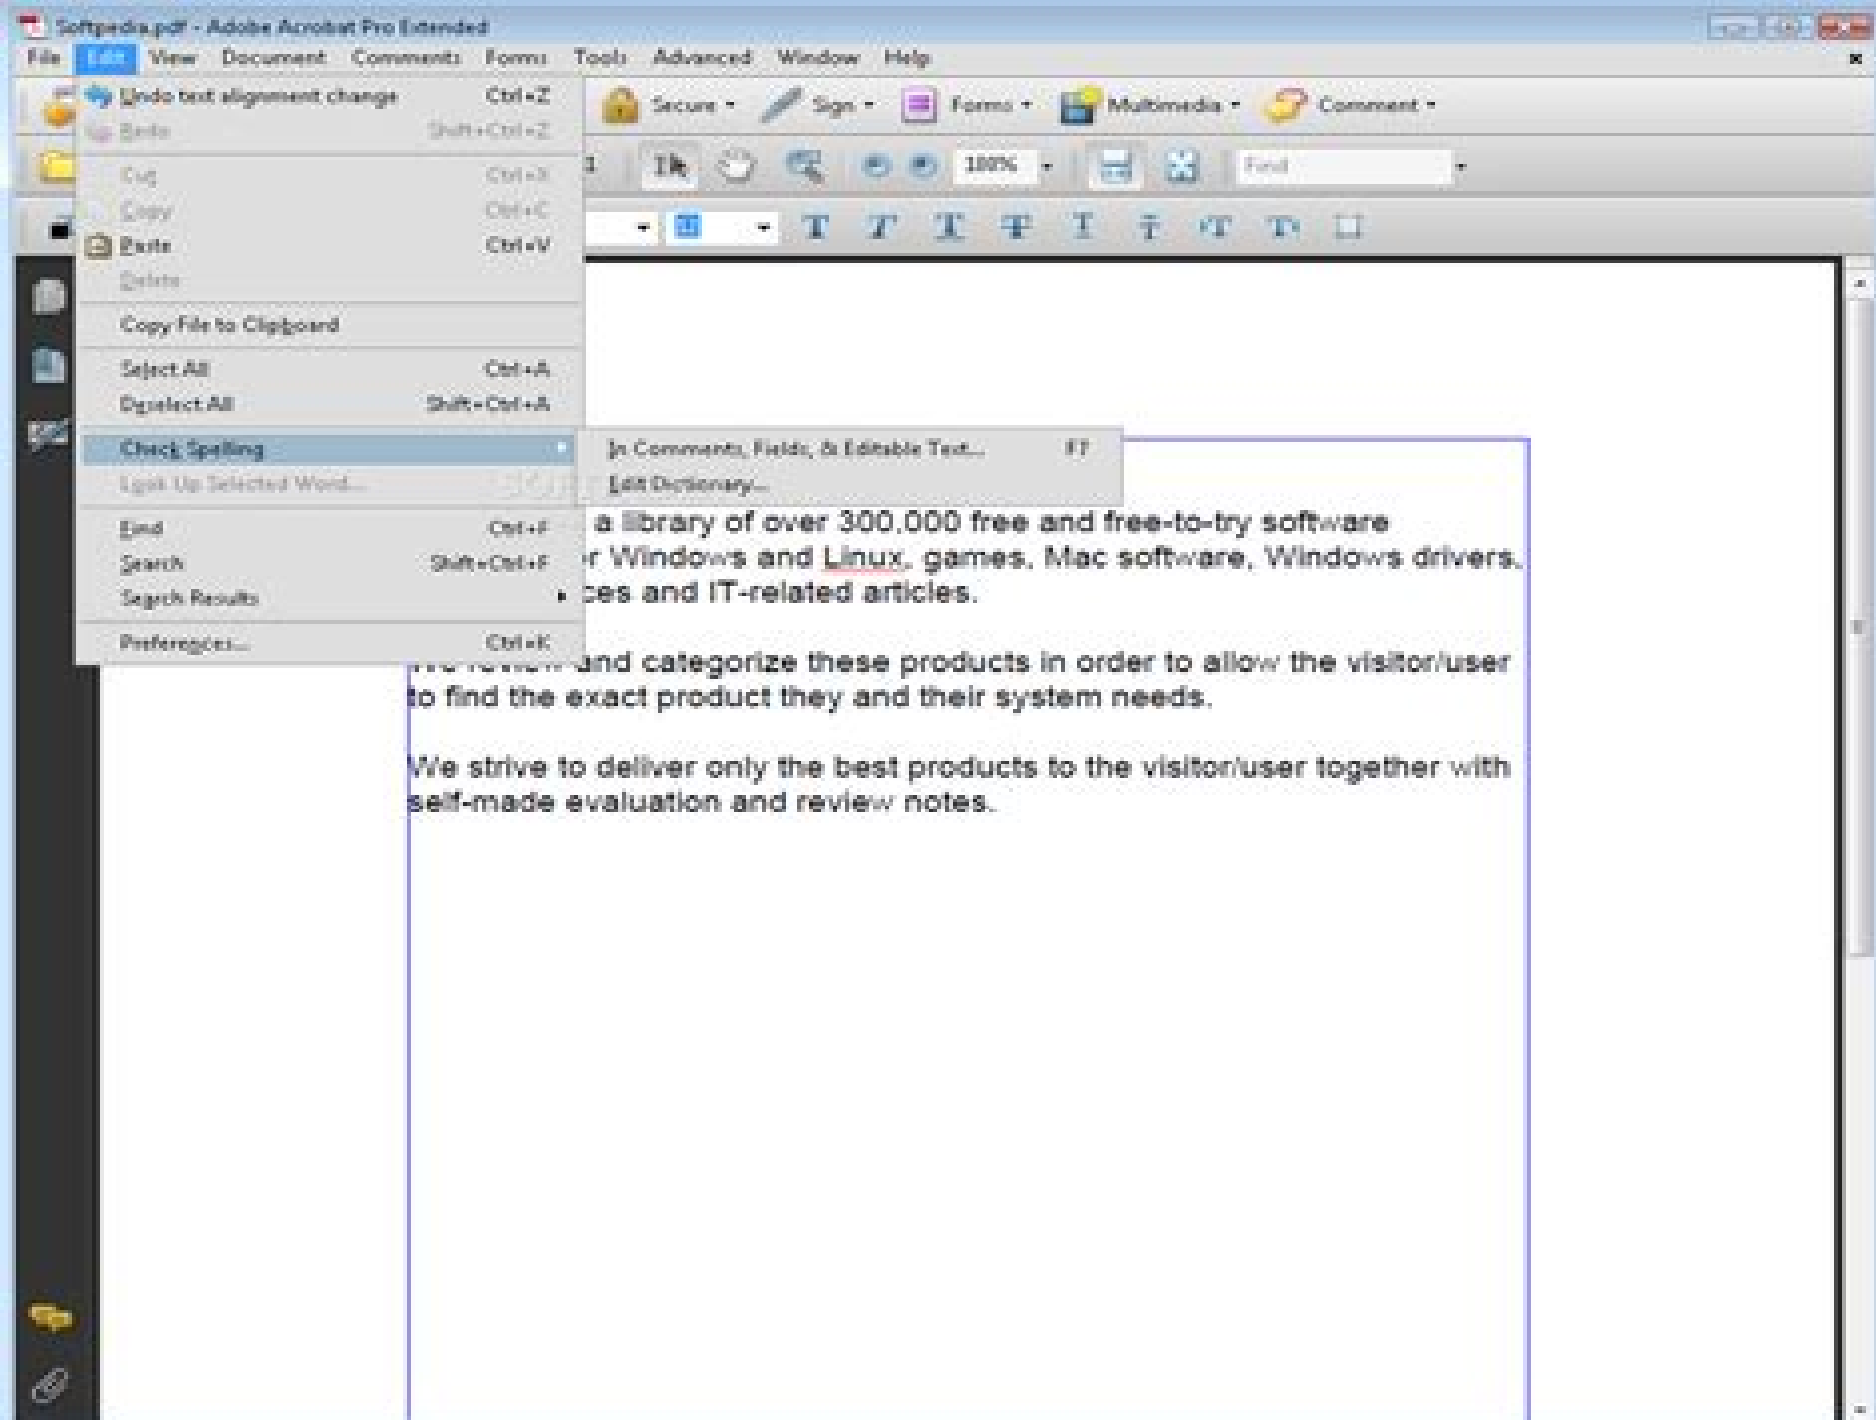 Softpedia.pdf - Adobe Acrobat Pro Extended
File Edit View Document Comments Forms Tools Advanced Window Help
Undo text alignment change Ctrl+Z
Redo Shift+Ctrl+Z
Secure Sign Forms Multimedia Comment
Cut Ctrl+X
Copy Ctrl+C
Paste Ctrl+V
Delete
100%
Find
Copy File to Clipboard
Select All Ctrl+A
Deselect All Shift+Ctrl+A
Check Spelling
Look Up Selected Word...
Find Ctrl+F
Search Shift+Ctrl+F
Search Results
Preferences... Ctrl+K
In Comments, Fields, & Editable Text... F7
Edit Dictionary...
a library of over 300,000 free and free-to-try software
Windows and Linux, games, Mac software, Windows drivers,
and IT-related articles.
We review and categorize these products in order to allow the visitor/user
to find the exact product they and their system needs.
We strive to deliver only the best products to the visitor/user together with
self-made evaluation and review notes.